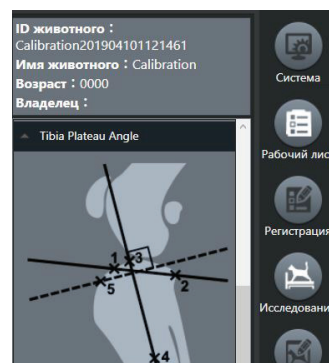 ID животного：
Calibration201904101121461
Имя животного：Calibration
Возраст：0000
Владелец：
Tibia Plateau Angle
1
3
2
5
4
Система
Рабочий лис
Регистрация
Исследовани